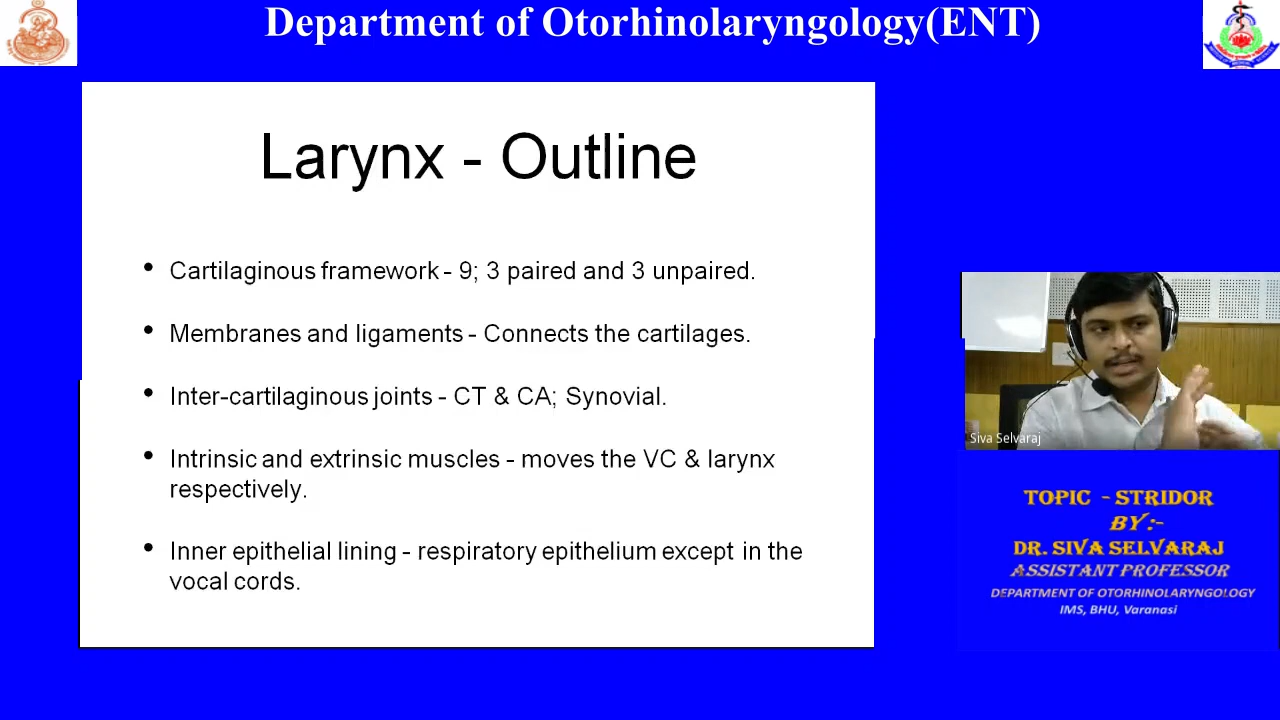 Department of Otorhinolaryngology(ENT)
Larynx - Outline
• Cartilaginous framework - 9; 3 paired and 3 unpaired.
• Membranes and ligaments - Connects the cartilages.
• Inter-cartilaginous joints - CT & CA; Synovial.
• Intrinsic and extrinsic muscles - moves the VC & larynx
respectively.
• Inner epithelial lining - respiratory epithelium except in the
vocal cords.
Siva Selvaraj
TOPIC - STRIDOR
BY:-
DR. SIVA SELVARAJ
ASSISTANT PROFESSOR
DEPARTMENT OF OTORHINOLARYNGOLOGY
IMS, BHU, Varanasi